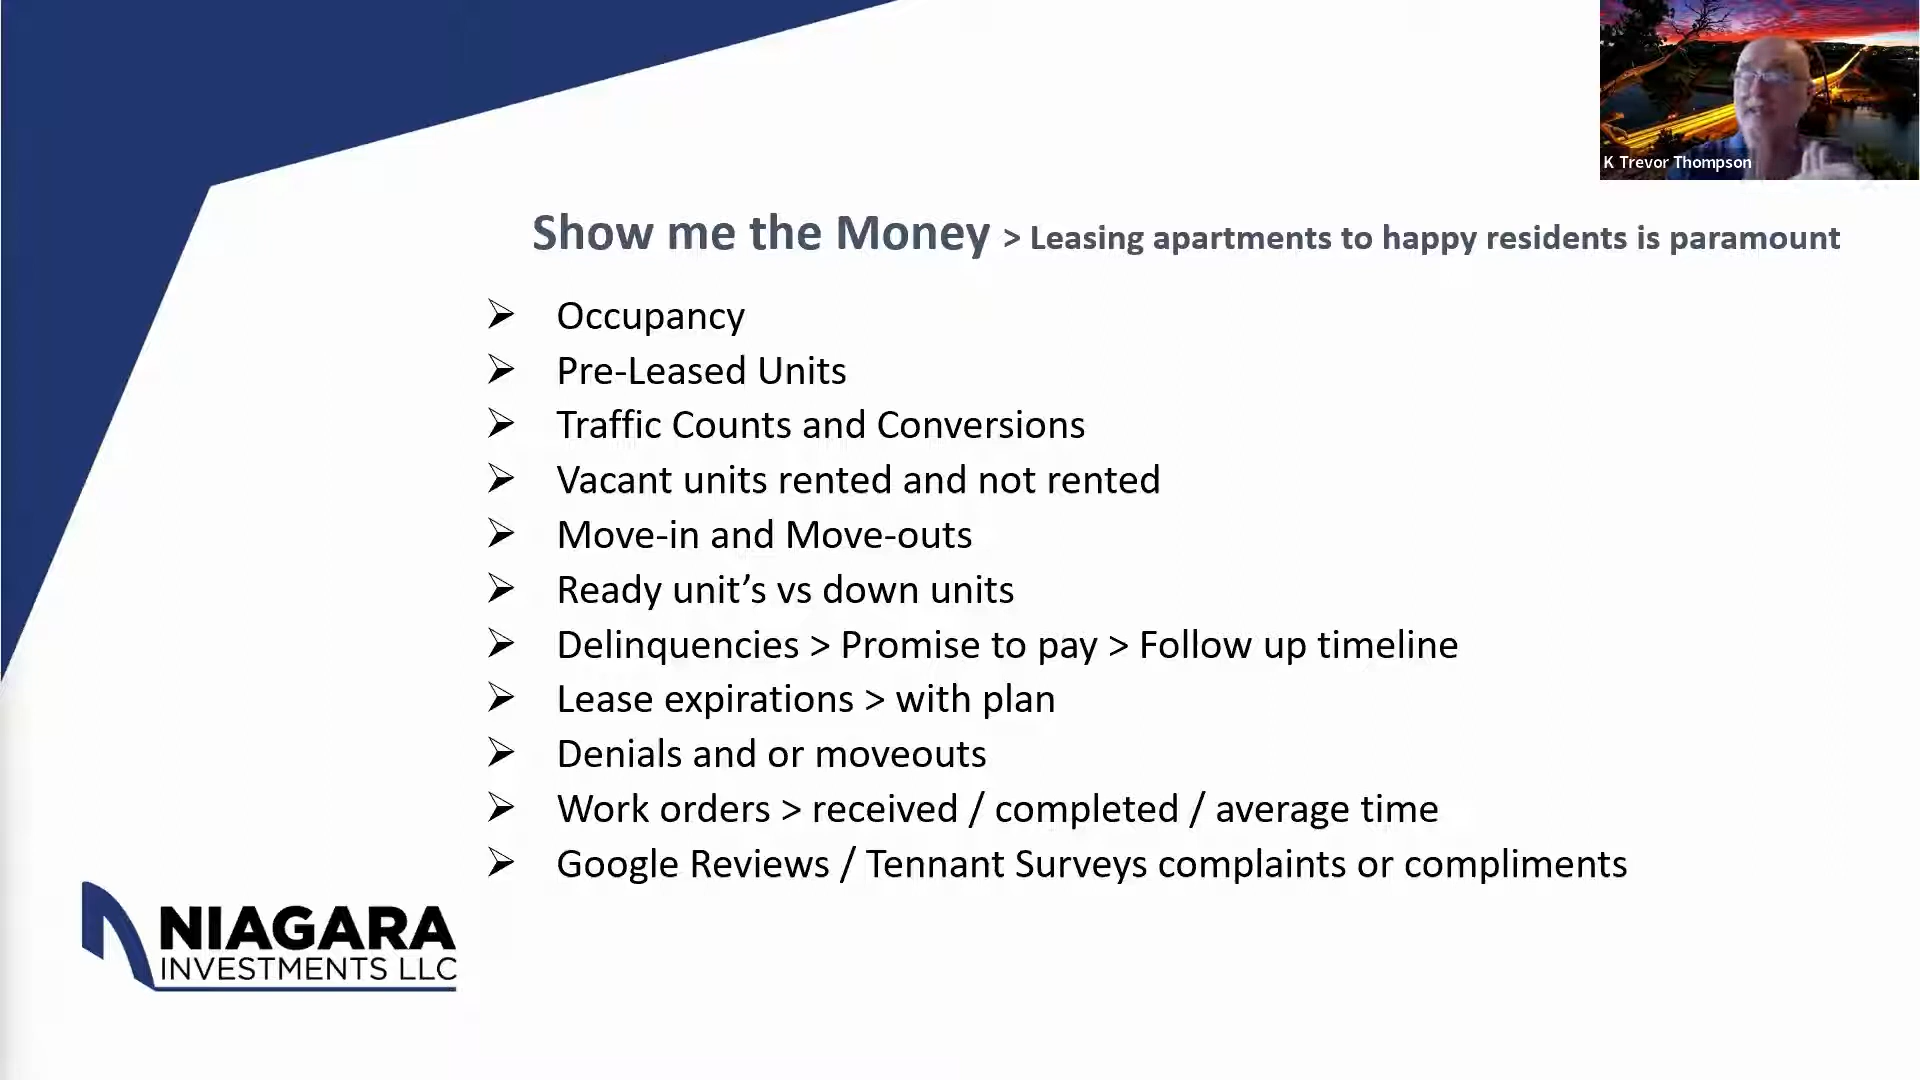 K Trevor Thompson
Show me the Money > Leasing apartments to happy residents is paramount
➢ Occupancy
➢ Pre-Leased Units
➢ Traffic Counts and Conversions
➢ Vacant units rented and not rented
➢ Move-in and Move-outs
➢ Ready unit’s vs down units
➢ Delinquencies > Promise to pay > Follow up timeline
➢ Lease expirations > with plan
➢ Denials and or moveouts
➢ Work orders > received / completed / average time
➢ Google Reviews / Tennant Surveys complaints or compliments
NIAGARA
INVESTMENTS LLC